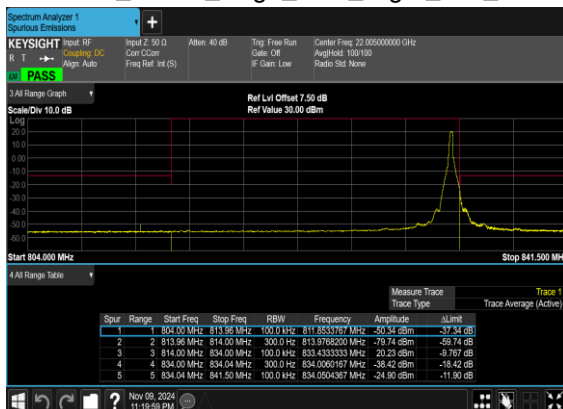 Spectrum Analyzer 1
Spurious Emissions
KEYSIGHT Input: RF Input Z: 50 Ω Atten: 40 dB Trig: Free Run Center Freq: 22.005000000 GHz
R T Coupling: DC Corr CCorr Gate: Off Avg|Hold: 100/100
Align: Auto Freq Ref: Int (S) IF Gain: Low Radio Std: None
PASS
3 All Range Graph
Ref Lvl Offset 7.50 dB
Scale/Div 10.0 dB Ref Value 30.00 dBm
Log
20.0
10.0
0.00
-10.0
-20.0
-30.0
-40.0
-50.0
-60.0
Start 804.000 MHz Stop 841.500 MH
4 All Range Table
Measure Trace Trace 1
Trace Type Trace Average (Active)
Spur Range Start Freq Stop Freq RBW Frequency Amplitude ΔLimit
1 1 804.00 MHz 813.96 MHz 100.0 kHz 811.8533767 MHz -50.34 dBm -37.34 dB
2 2 813.96 MHz 814.00 MHz 300.0 Hz 813.9768200 MHz -79.74 dBm -59.74 dB
3 3 814.00 MHz 834.00 MHz 100.0 kHz 833.4333333 MHz 20.23 dBm -9.767 dB
4 4 834.00 MHz 834.04 MHz 300.0 Hz 834.0060167 MHz -38.42 dBm -18.42 dB
5 5 834.04 MHz 841.50 MHz 100.0 kHz 834.0504367 MHz -24.90 dBm -11.90 dB
Nov 09, 2024
11:19:59 PM